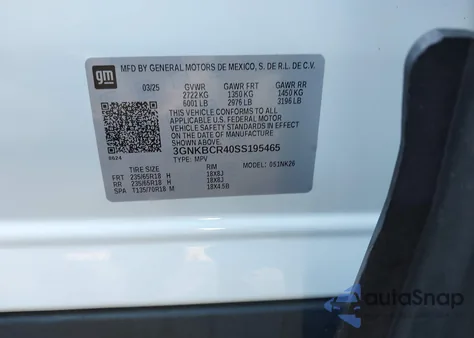 gm
MFD BY GENERAL MOTORS DE MEXICO, S. DE R.L. DE C.V.
03/25 GVWR GAWR FRT GAWR RR
2722 KG 1350 KG 1450 KG
6001 LB 2976 LB 3196 LB
THIS VEHICLE CONFORMS TO ALL
APPLICABLE U.S. FEDERAL MOTOR
VEHICLE SAFETY STANDARDS IN
EFFECT ON THE DATE OF
MANUFACTURE SHOWN ABOVE.
3GNKBCR40SS195465
0624 TYPE: MPV
TIRE SIZE RIM 051NK26
FRT 235/65R18 H 18X8J
RR 235/65R18 H 18X8J
SPA T135/70R18 M 18X4.5B
AutoSnap